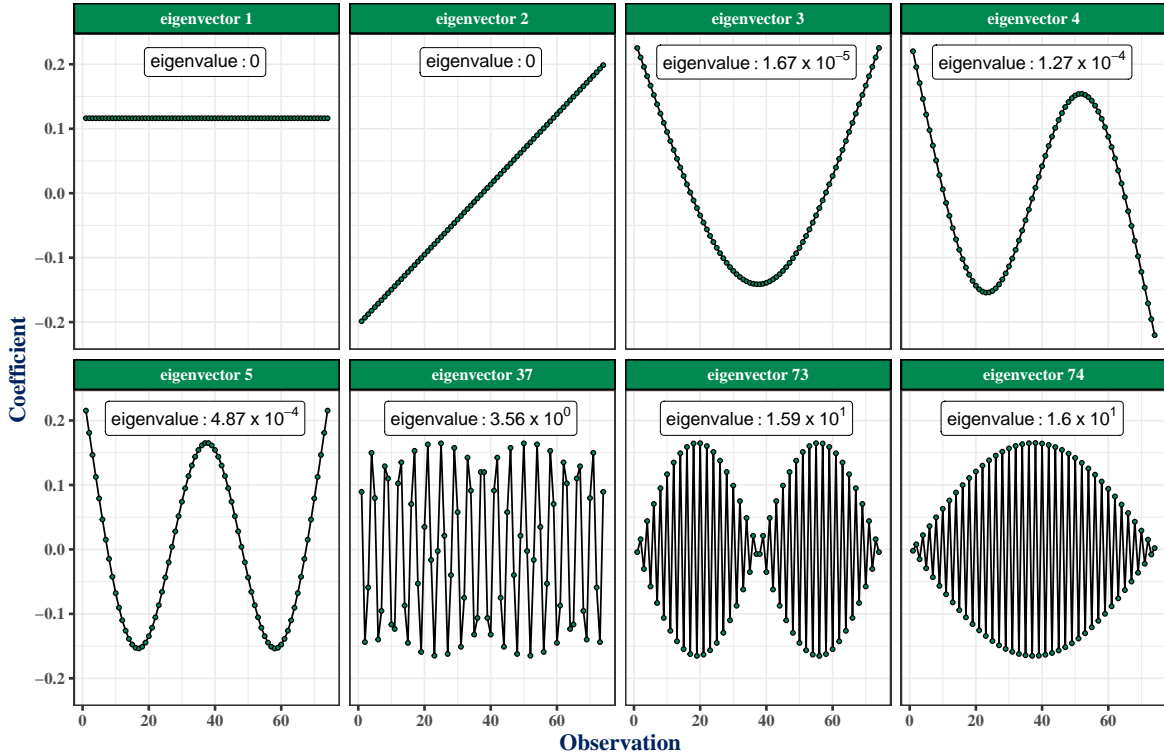 eigenvector 1
eigenvector 2
eigenvector 3
eigenvector 4
eigenvalue : 0
eigenvalue : 0
eigenvalue : 1.67 x 10⁻⁵
eigenvalue : 1.27 x 10⁻⁴
0.2
0.1
0.0
−0.1
−0.2
Coefficient
eigenvector 5
eigenvector 37
eigenvector 73
eigenvector 74
eigenvalue : 4.87 x 10⁻⁴
eigenvalue : 3.56 x 10⁰
eigenvalue : 1.59 x 10¹
eigenvalue : 1.6 x 10¹
0.2
0.1
0.0
−0.1
−0.2
0 20 40 60
0 20 40 60
0 20 40 60
0 20 40 60
Observation